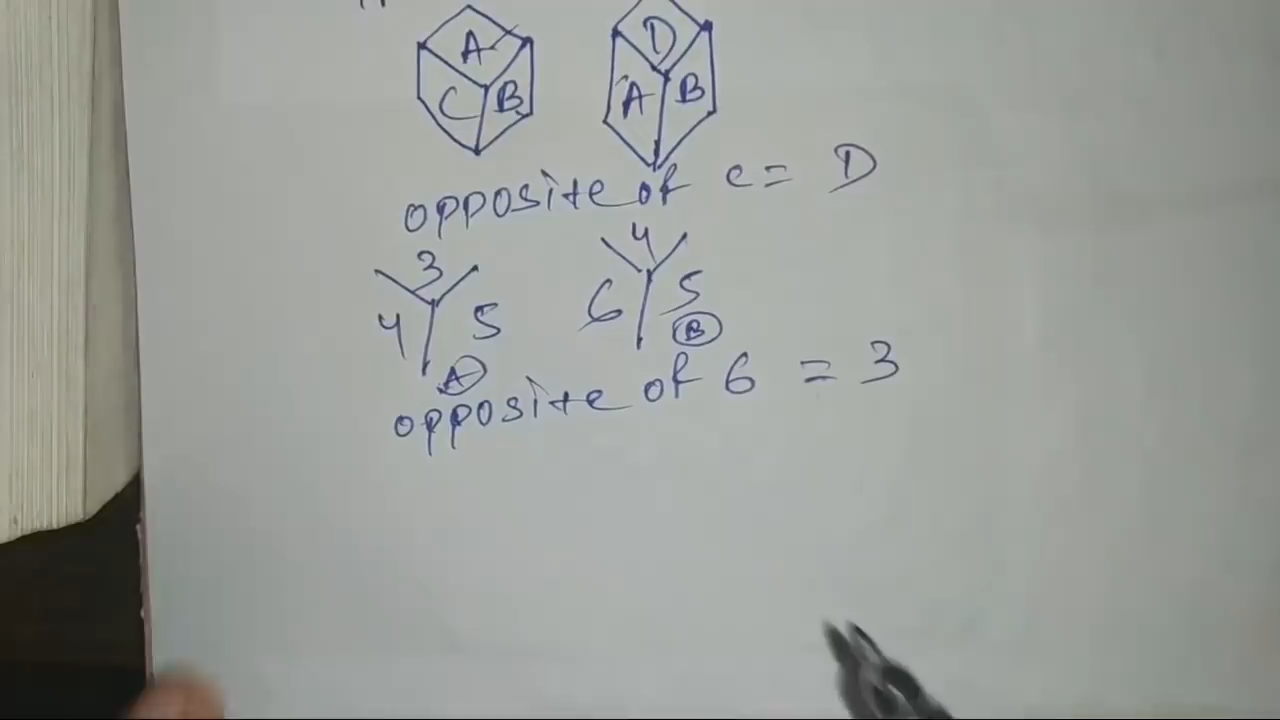 A D
C B A B
opposite of c = D
3 4
4 5 6 5
A B
opposite of 6 = 3